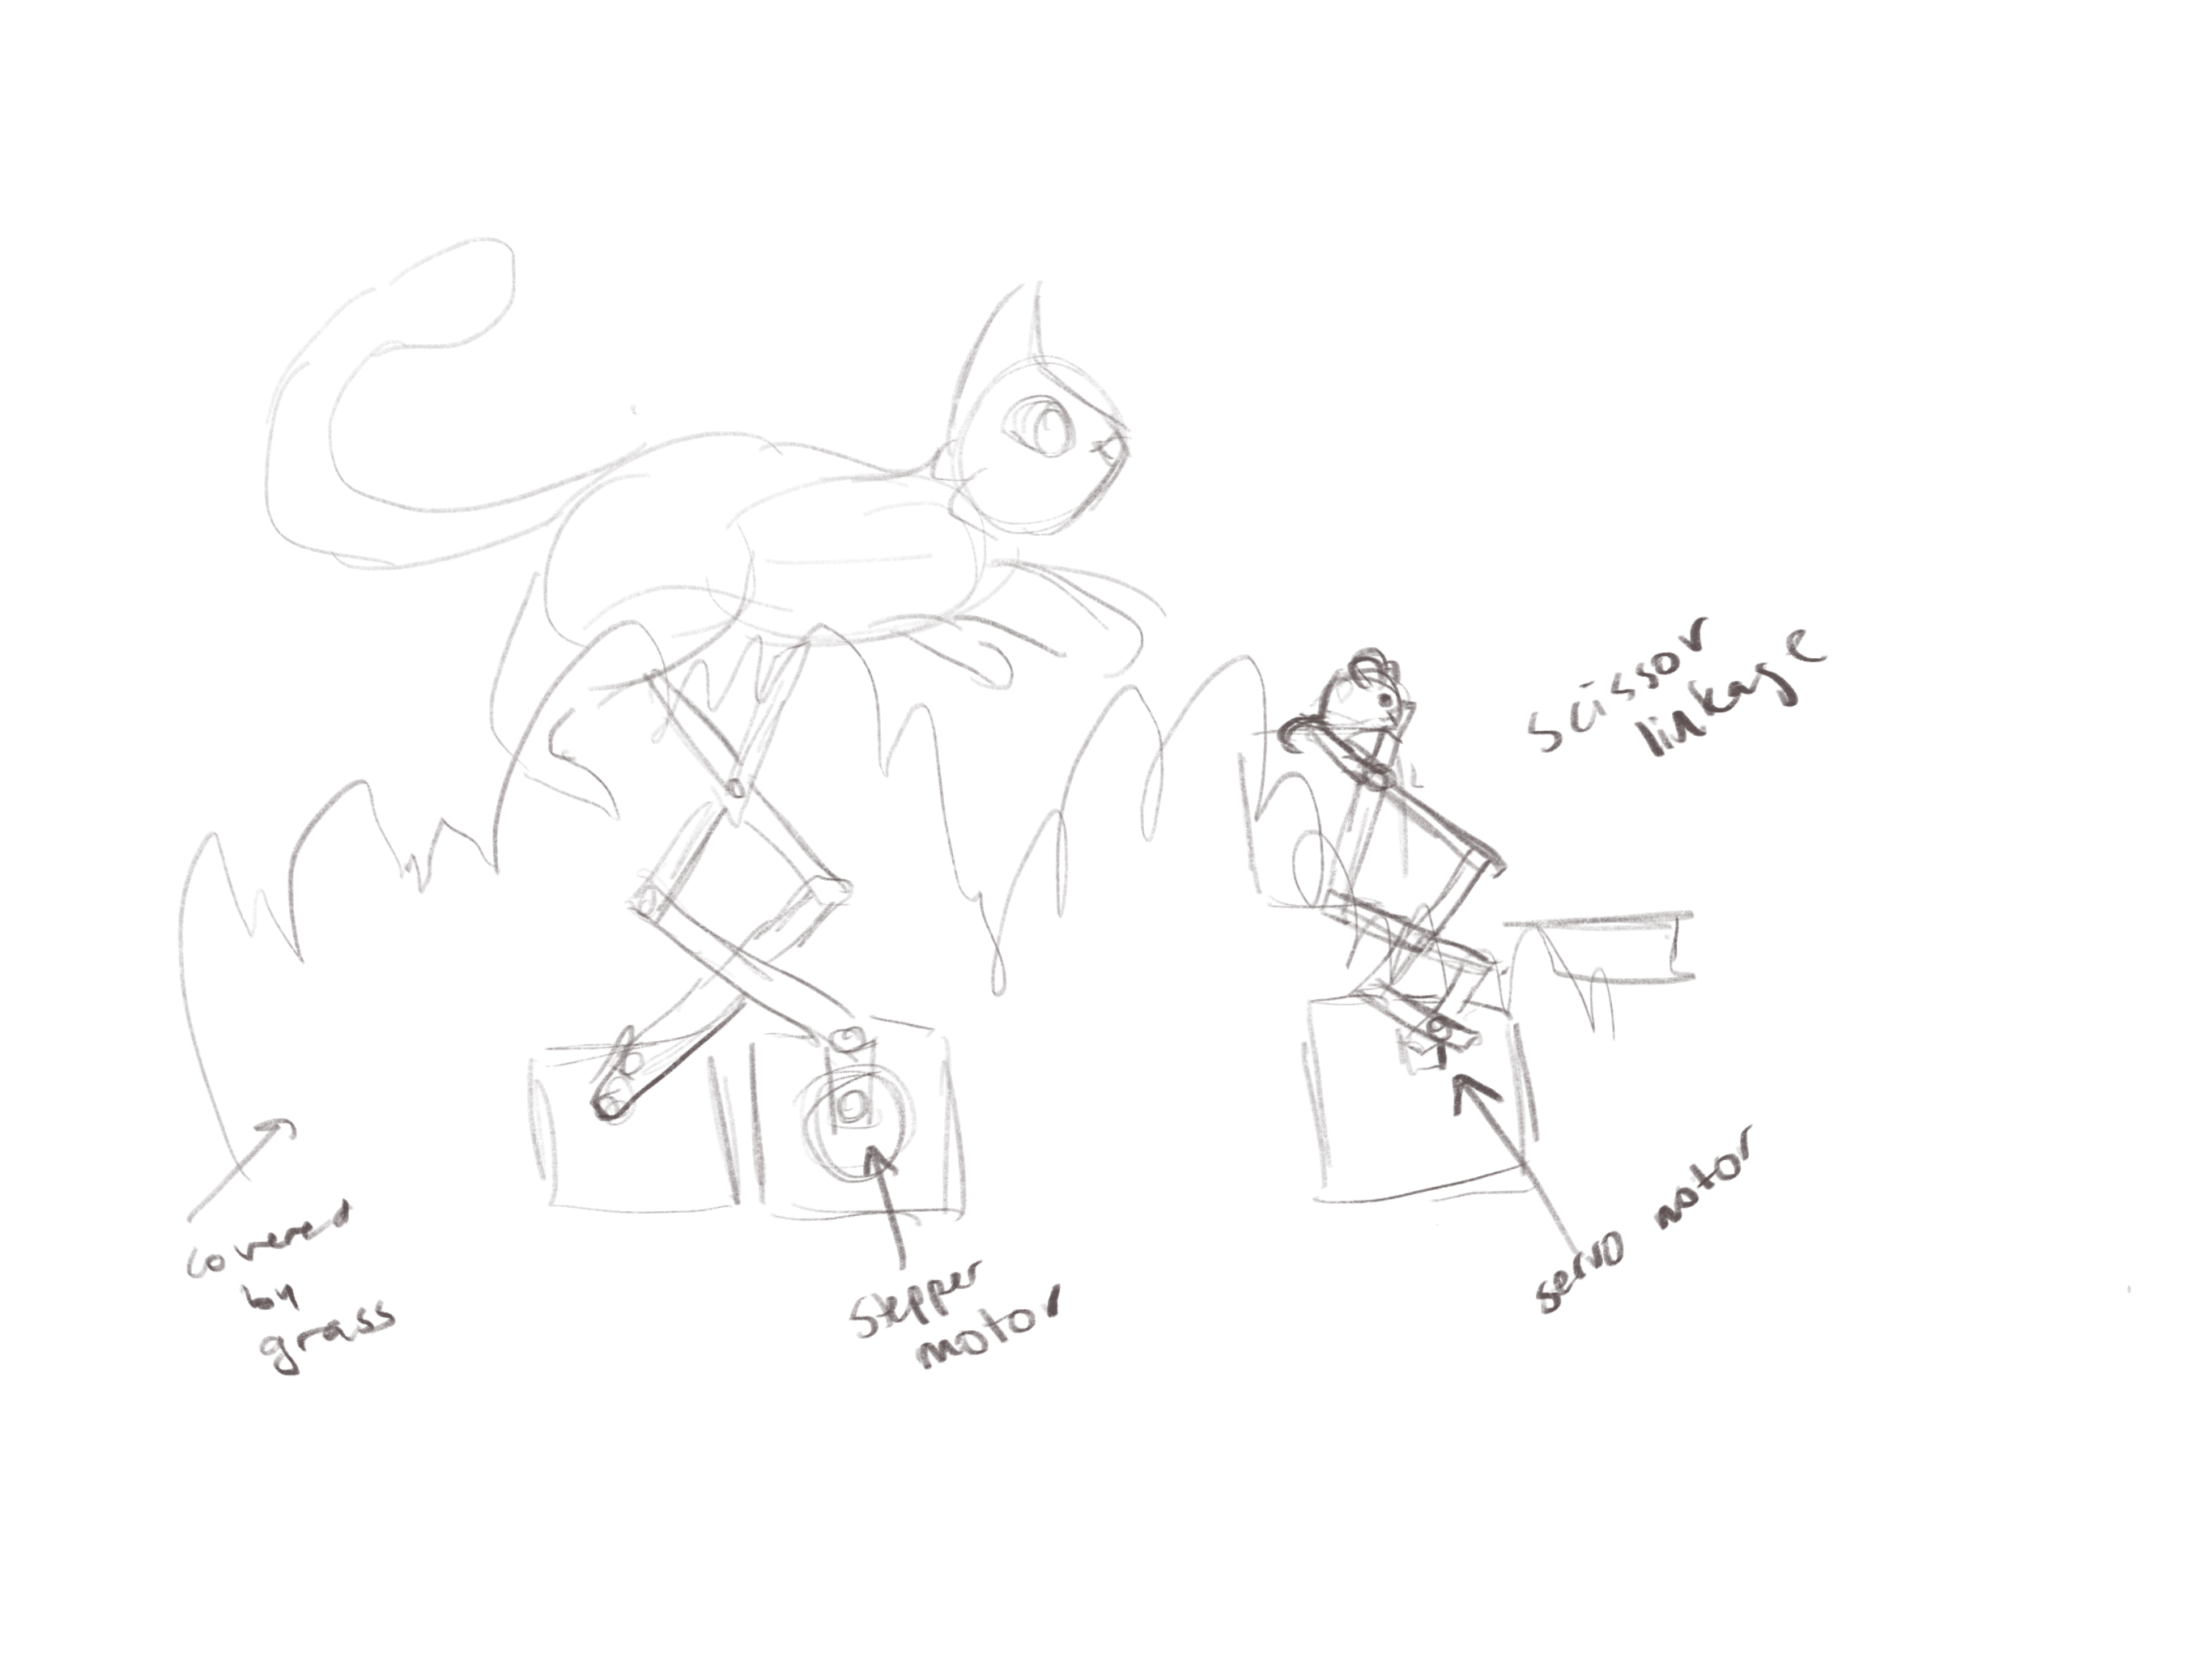 scissor
linkage
covered
by
grass
stepper
motor
servo motor